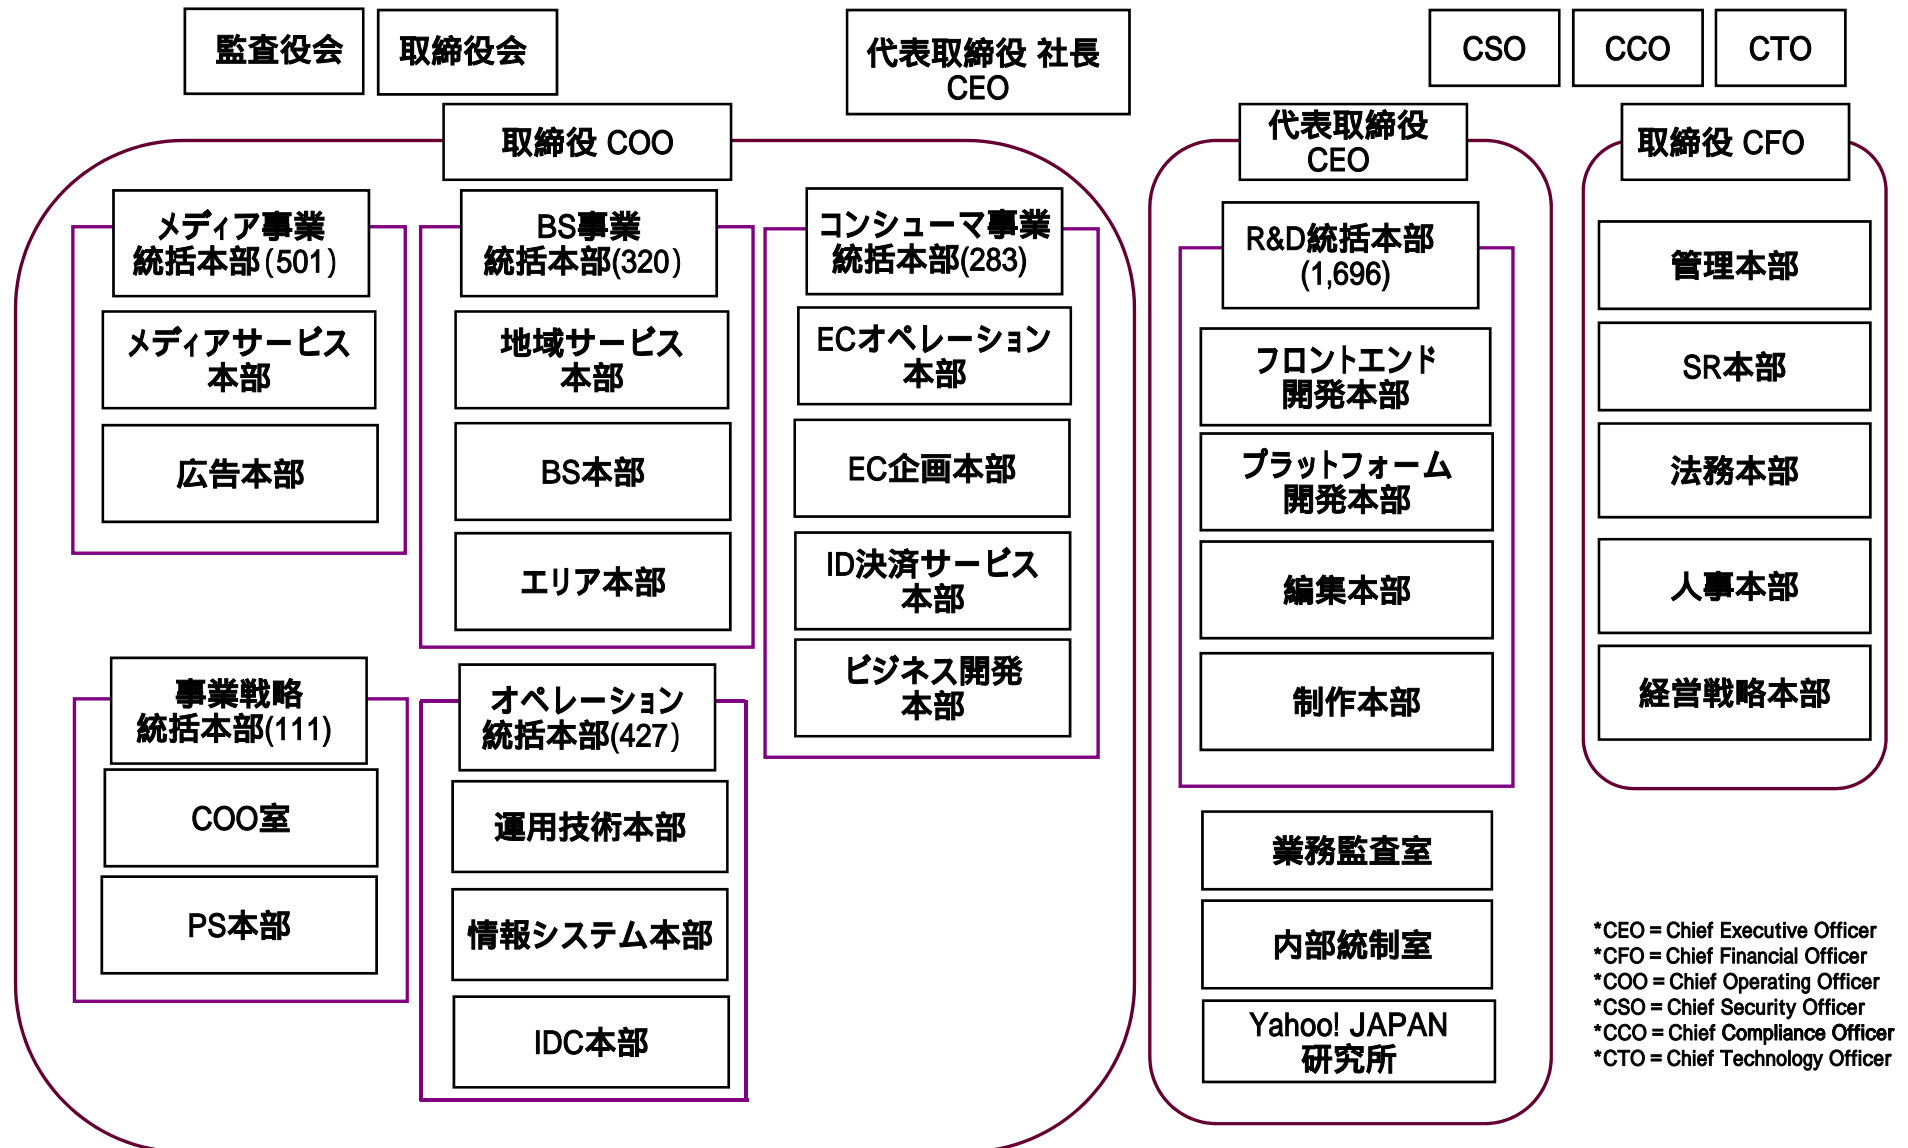 監査役会
取締役会
代表取締役 社長
CEO
CSO
CCO
CTO
取締役 COO
メディア事業
統括本部(501)
メディアサービス
本部
広告本部
BS事業
統括本部(320)
地域サービス
本部
BS本部
エリア本部
コンシューマ事業
統括本部(283)
ECオペレーション
本部
EC企画本部
ID決済サービス
本部
ビジネス開発
本部
事業戦略
統括本部(111)
COO室
PS本部
オペレーション
統括本部(427)
運用技術本部
情報システム本部
IDC本部
代表取締役
CEO
R&D統括本部
(1,696)
フロントエンド
開発本部
プラットフォーム
開発本部
編集本部
制作本部
業務監査室
内部統制室
Yahoo! JAPAN
研究所
取締役 CFO
管理本部
SR本部
法務本部
人事本部
経営戦略本部
*CEO = Chief Executive Officer
*CFO = Chief Financial Officer
*COO = Chief Operating Officer
*CSO = Chief Security Officer
*CCO = Chief Compliance Officer
*CTO = Chief Technology Officer